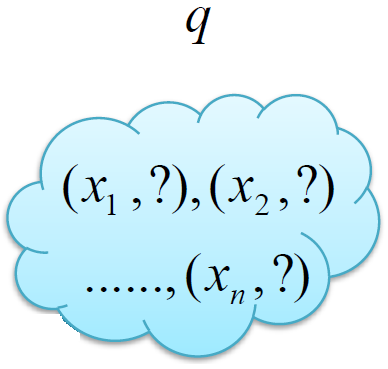 q
(x₁,?),(x₂,?)
......,(xₙ,?)